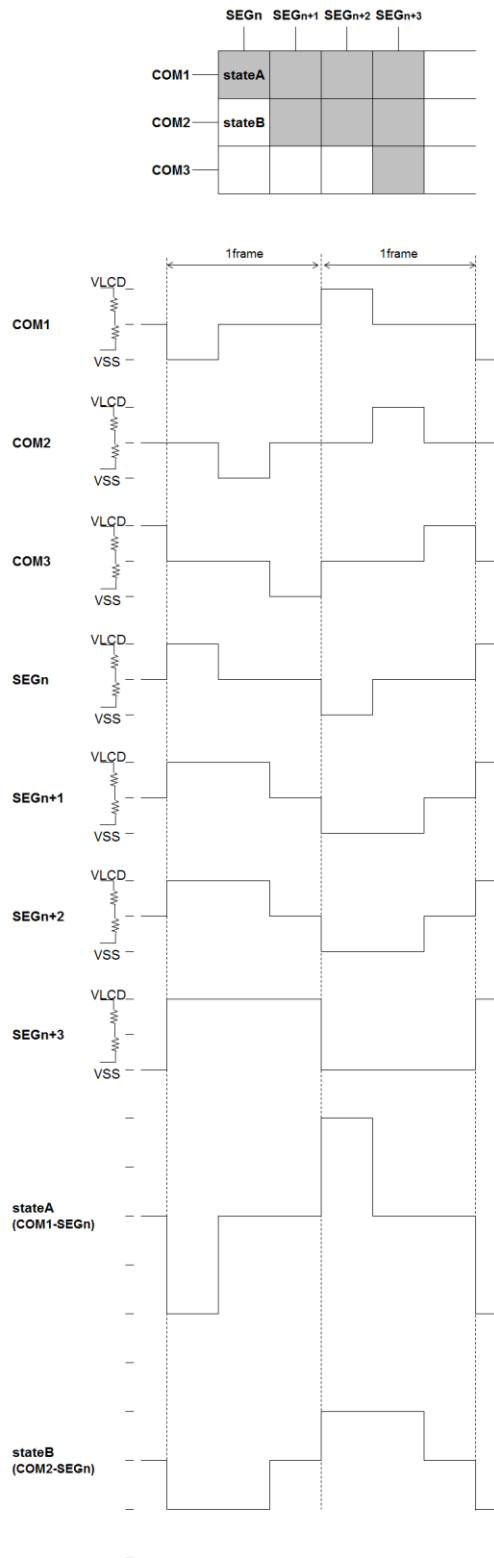 SEGn SEGn+1 SEGn+2 SEGn+3
COM1 stateA
COM2 stateB
COM3
1frame 1frame
VLCD
COM1
VSS
VLCD
COM2
VSS
VLCD
COM3
VSS
VLCD
SEGn
VSS
VLCD
SEGn+1
VSS
VLCD
SEGn+2
VSS
VLCD
SEGn+3
VSS
stateA
(COM1-SEGn)
stateB
(COM2-SEGn)